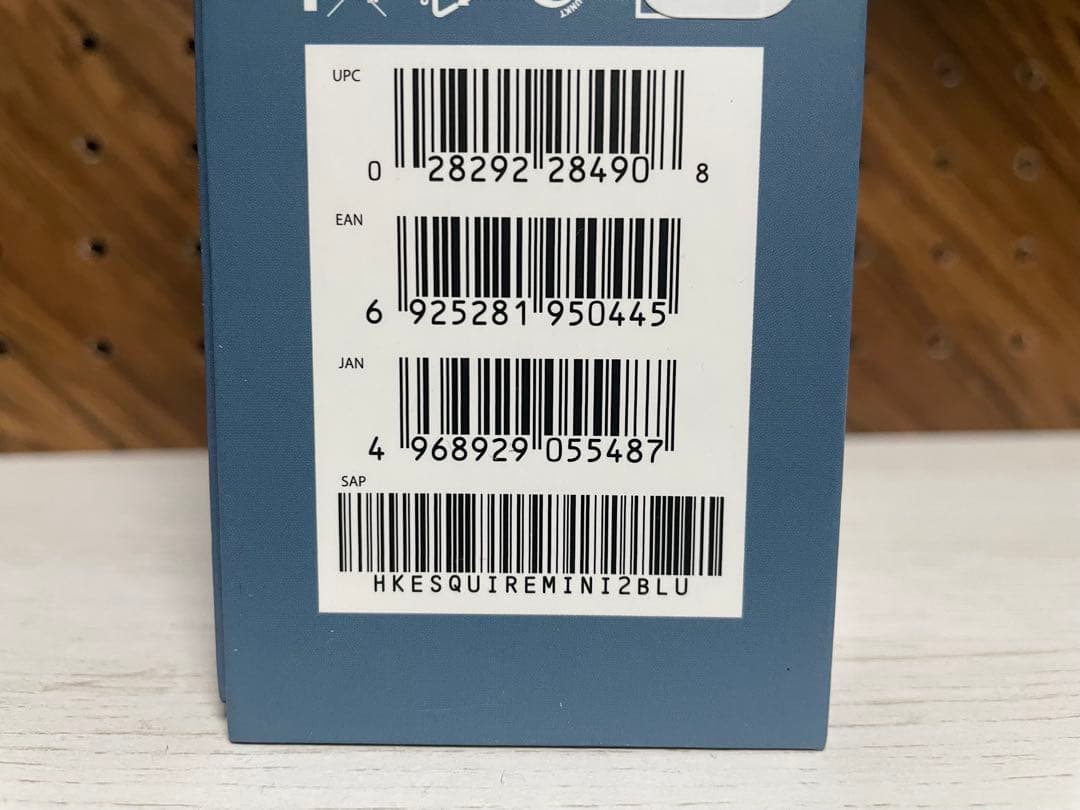 UPC
0 28292 28490 8
EAN
6 925281 950445
JAN
4 968929 055487
SAP
HKESQUIREMINI2BLU